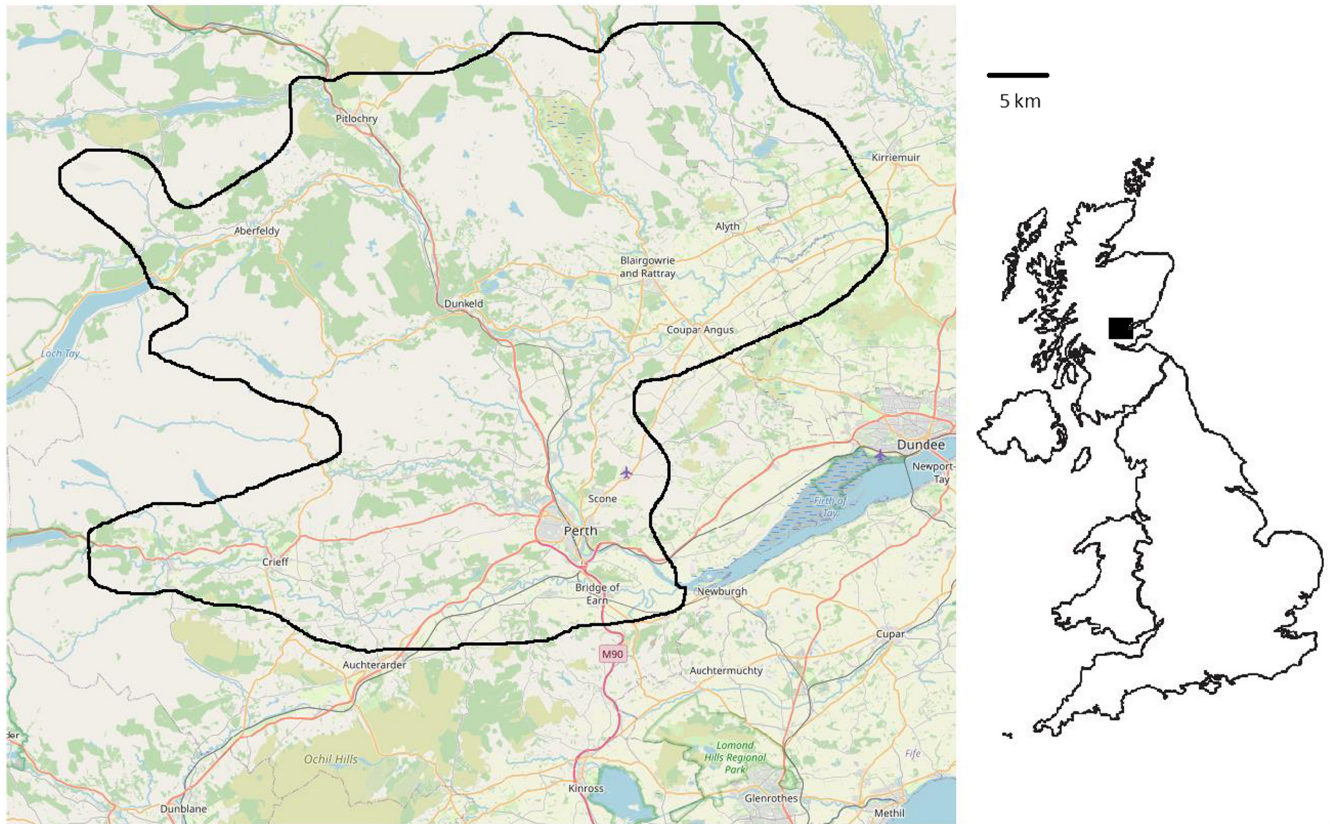 5 km
Pitlochry
Kirriemuir
Aberfeldy
Alyth
Blairgowrie
and Rattray
Dunkeld
Coupar Angus
Loch Tay
Dundee
Newport-
Tay
Scone
Firth of
Tay
Perth
Crieff
Bridge of
Earn
Newburgh
Cupar
M90
Auchterarder
Auchtermuchty
der
Ochil Hills
Lomond
Hills Regional
Park
Fife
Kinross
Glenrothes
Dunblane
Methil